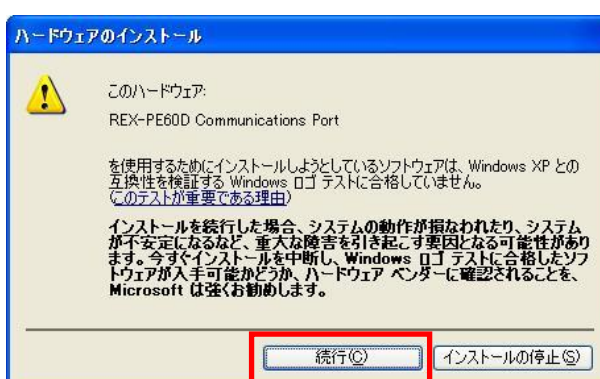 ハードウェアのインストール
このハードウェア:
REX-PE60D Communications Port
を使用するためにインストールしようとしているソフトウェアは、Windows XP との
互換性を検証する Windows ロゴ テストに合格していません。
(このテストが重要である理由)
インストールを続行した場合、システムの動作が損なわれたり、システム
が不安定になるなど、重大な障害を引き起こす要因となる可能性があり
ます。今すぐインストールを中断し、Windows ロゴ テストに合格したソフ
トウェアが入手可能かどうか、ハードウェア ベンダーに確認されることを、
Microsoft は強くお勧めします。
続行(C)
インストールの停止(S)